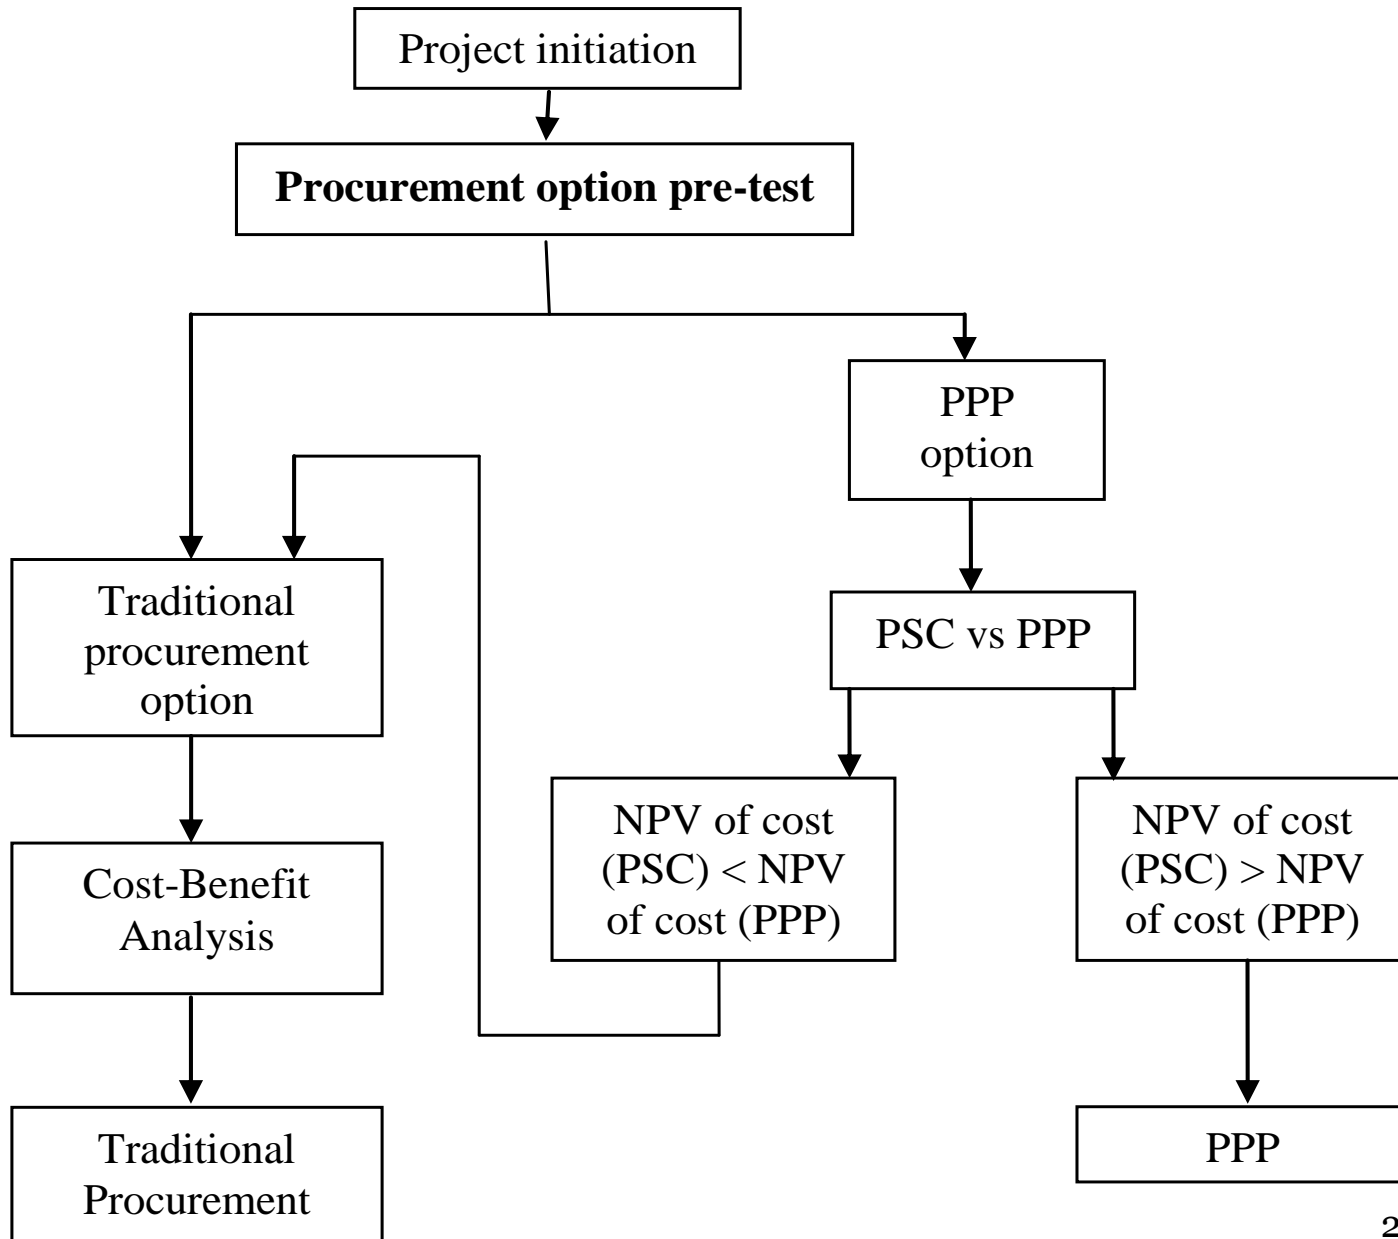 Project initiation
Procurement option pre-test
PPP
option
Traditional
procurement
option
PSC vs PPP
NPV of cost
(PSC) < NPV
of cost (PPP)
NPV of cost
(PSC) > NPV
of cost (PPP)
Cost-Benefit
Analysis
Traditional
Procurement
PPP
2